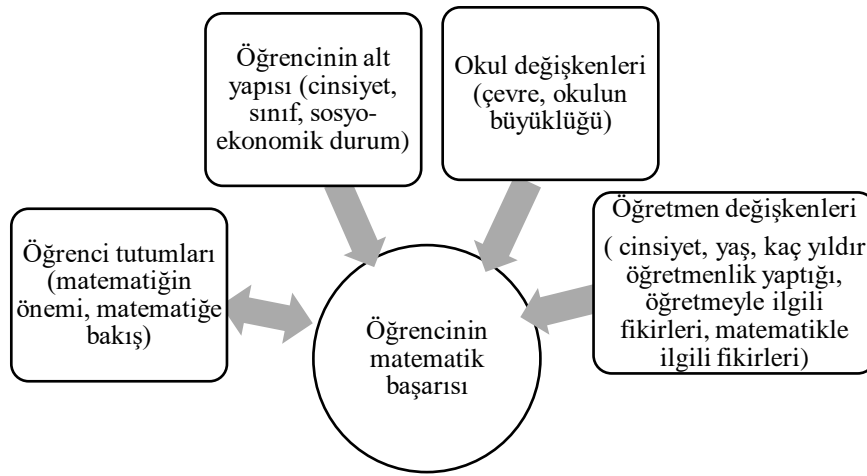 Öğrencinin alt
yapısı (cinsiyet,
sınıf, sosyo-
ekonomik durum)
Okul değişkenleri
(çevre, okulun
büyüklüğü)
Öğrenci tutumları
(matematiğin
önemi, matematiğe
bakış)
Öğretmen değişkenleri
( cinsiyet, yaş, kaç yıldır
öğretmenlik yaptığı,
öğretmeyle ilgili
fikirleri, matematikle
ilgili fikirleri)
Öğrencinin
matematik
başarısı